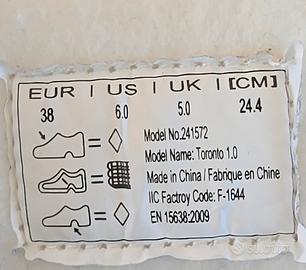 EUR | US | UK | [CM]
38 6.0 5.0 24.4
Model No.241572
Model Name: Toronto 1.0
Made in China / Fabrique en Chine
IIC Factroy Code: F-1644
EN 15638:2009